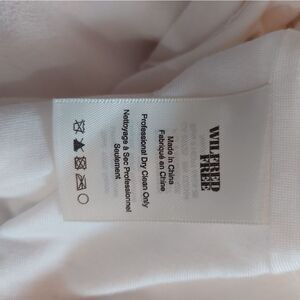 WILFRED
FREE
Made in China
Fabriqué en Chine
Professional Dry Clean Only
Nettoyage à Sec Professionnel
Seulement